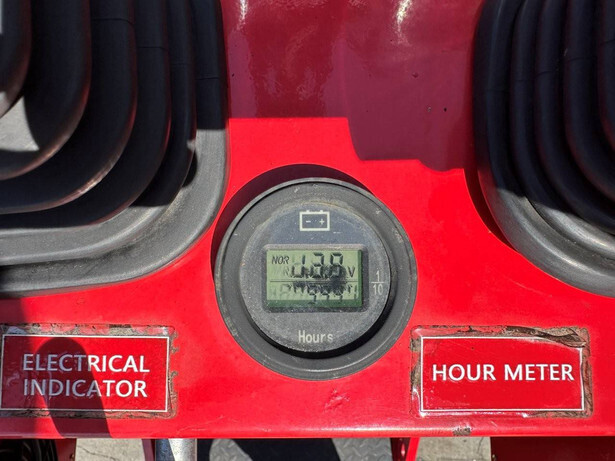 - +
NOR
V
1
10
Hours
ELECTRICAL
INDICATOR
HOUR METER